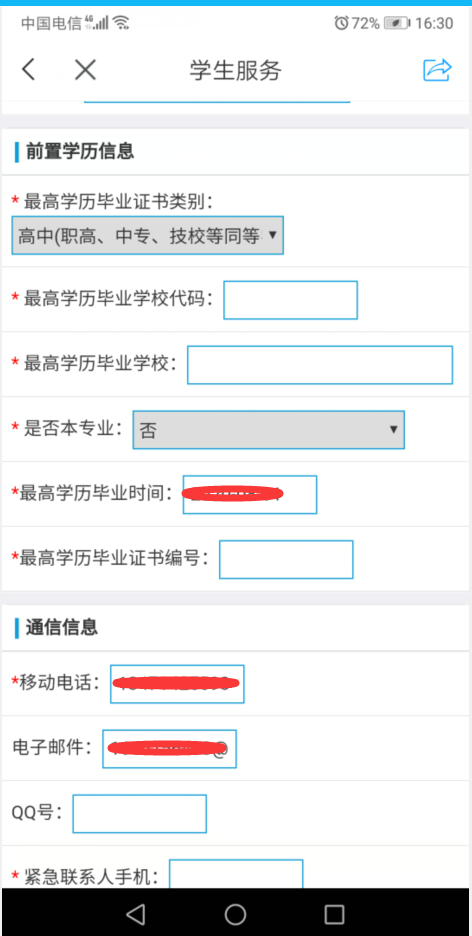 中国电信 4G 72% 16:30
学生服务
前置学历信息
* 最高学历毕业证书类别：
高中(职高、中专、技校等同等
* 最高学历毕业学校代码：
* 最高学历毕业学校：
* 是否本专业： 否
*最高学历毕业时间：
*最高学历毕业证书编号：
通信信息
*移动电话：
电子邮件： @
QQ号：
* 紧急联系人手机：